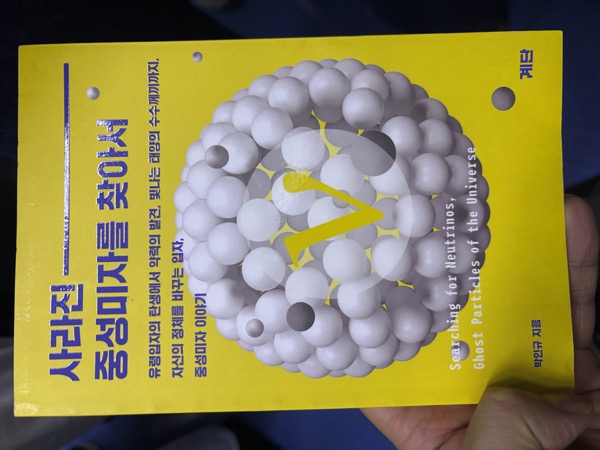 사라진
중성미자를 찾아서
유령입자의 탄생에서 약력의 발견, 빛나는 태양의 수수께끼까지,
자신의 정체를 바꾸는 입자,
중성미자 이야기
ν
Searching for Neutrinos,
Ghost Particles of the Universe
박인규 지음
계단